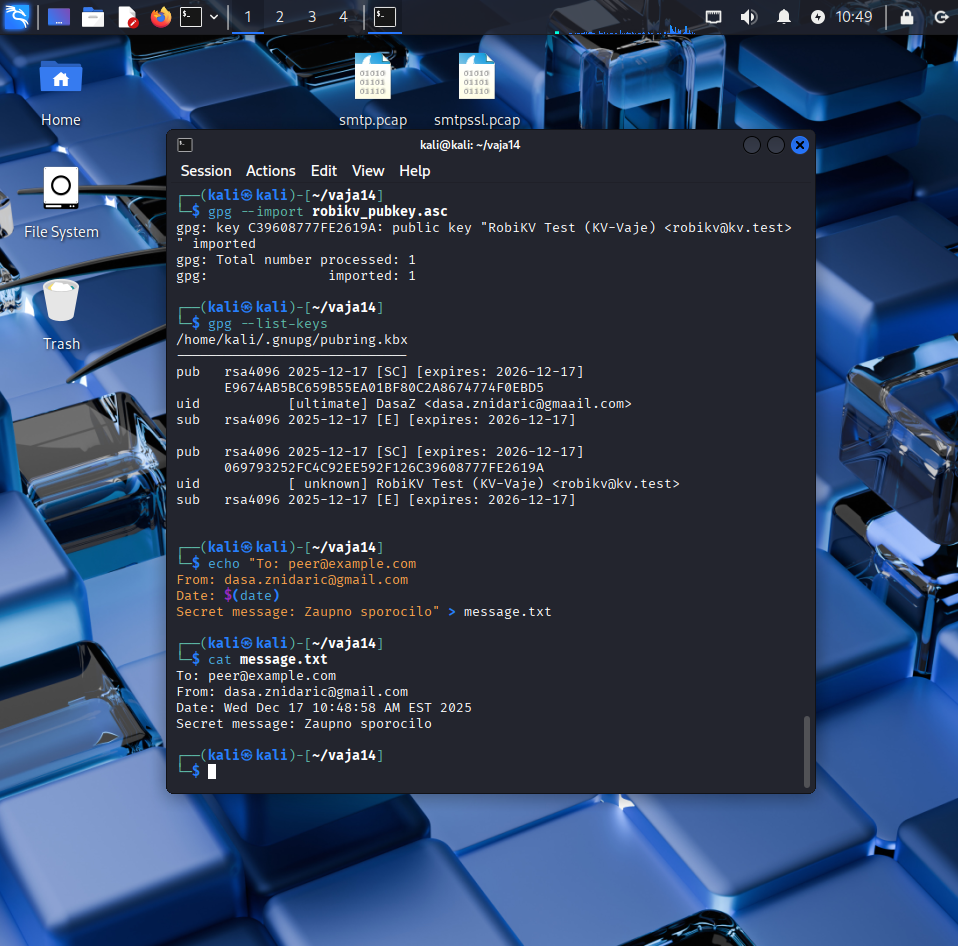 1 2 3 4 10:49
Home
smtp.pcap smtpssl.pcap
File System
Trash
kali@kali: ~/vaja14
Session Actions Edit View Help
┌──(kali㉿kali)-[~/vaja14]
└─$ gpg --import robikv_pubkey.asc
gpg: key C39608777FE2619A: public key "RobiKV Test (KV-Vaje) <robikv@kv.test>
" imported
gpg: Total number processed: 1
gpg:               imported: 1
┌──(kali㉿kali)-[~/vaja14]
└─$ gpg --list-keys
/home/kali/.gnupg/pubring.kbx
-----------------------------
pub   rsa4096 2025-12-17 [SC] [expires: 2026-12-17]
      E9674AB5BC659B55EA01BF80C2A8674774F0EBD5
uid           [ultimate] DasaZ <dasa.znidaric@gmaail.com>
sub   rsa4096 2025-12-17 [E] [expires: 2026-12-17]
pub   rsa4096 2025-12-17 [SC] [expires: 2026-12-17]
      069793252FC4C92EE592F126C39608777FE2619A
uid           [ unknown] RobiKV Test (KV-Vaje) <robikv@kv.test>
sub   rsa4096 2025-12-17 [E] [expires: 2026-12-17]
┌──(kali㉿kali)-[~/vaja14]
└─$ echo "To: peer@example.com
From: dasa.znidaric@gmail.com
Date: $(date)
Secret message: Zaupno sporocilo" > message.txt
┌──(kali㉿kali)-[~/vaja14]
└─$ cat message.txt
To: peer@example.com
From: dasa.znidaric@gmail.com
Date: Wed Dec 17 10:48:58 AM EST 2025
Secret message: Zaupno sporocilo
┌──(kali㉿kali)-[~/vaja14]
└─$